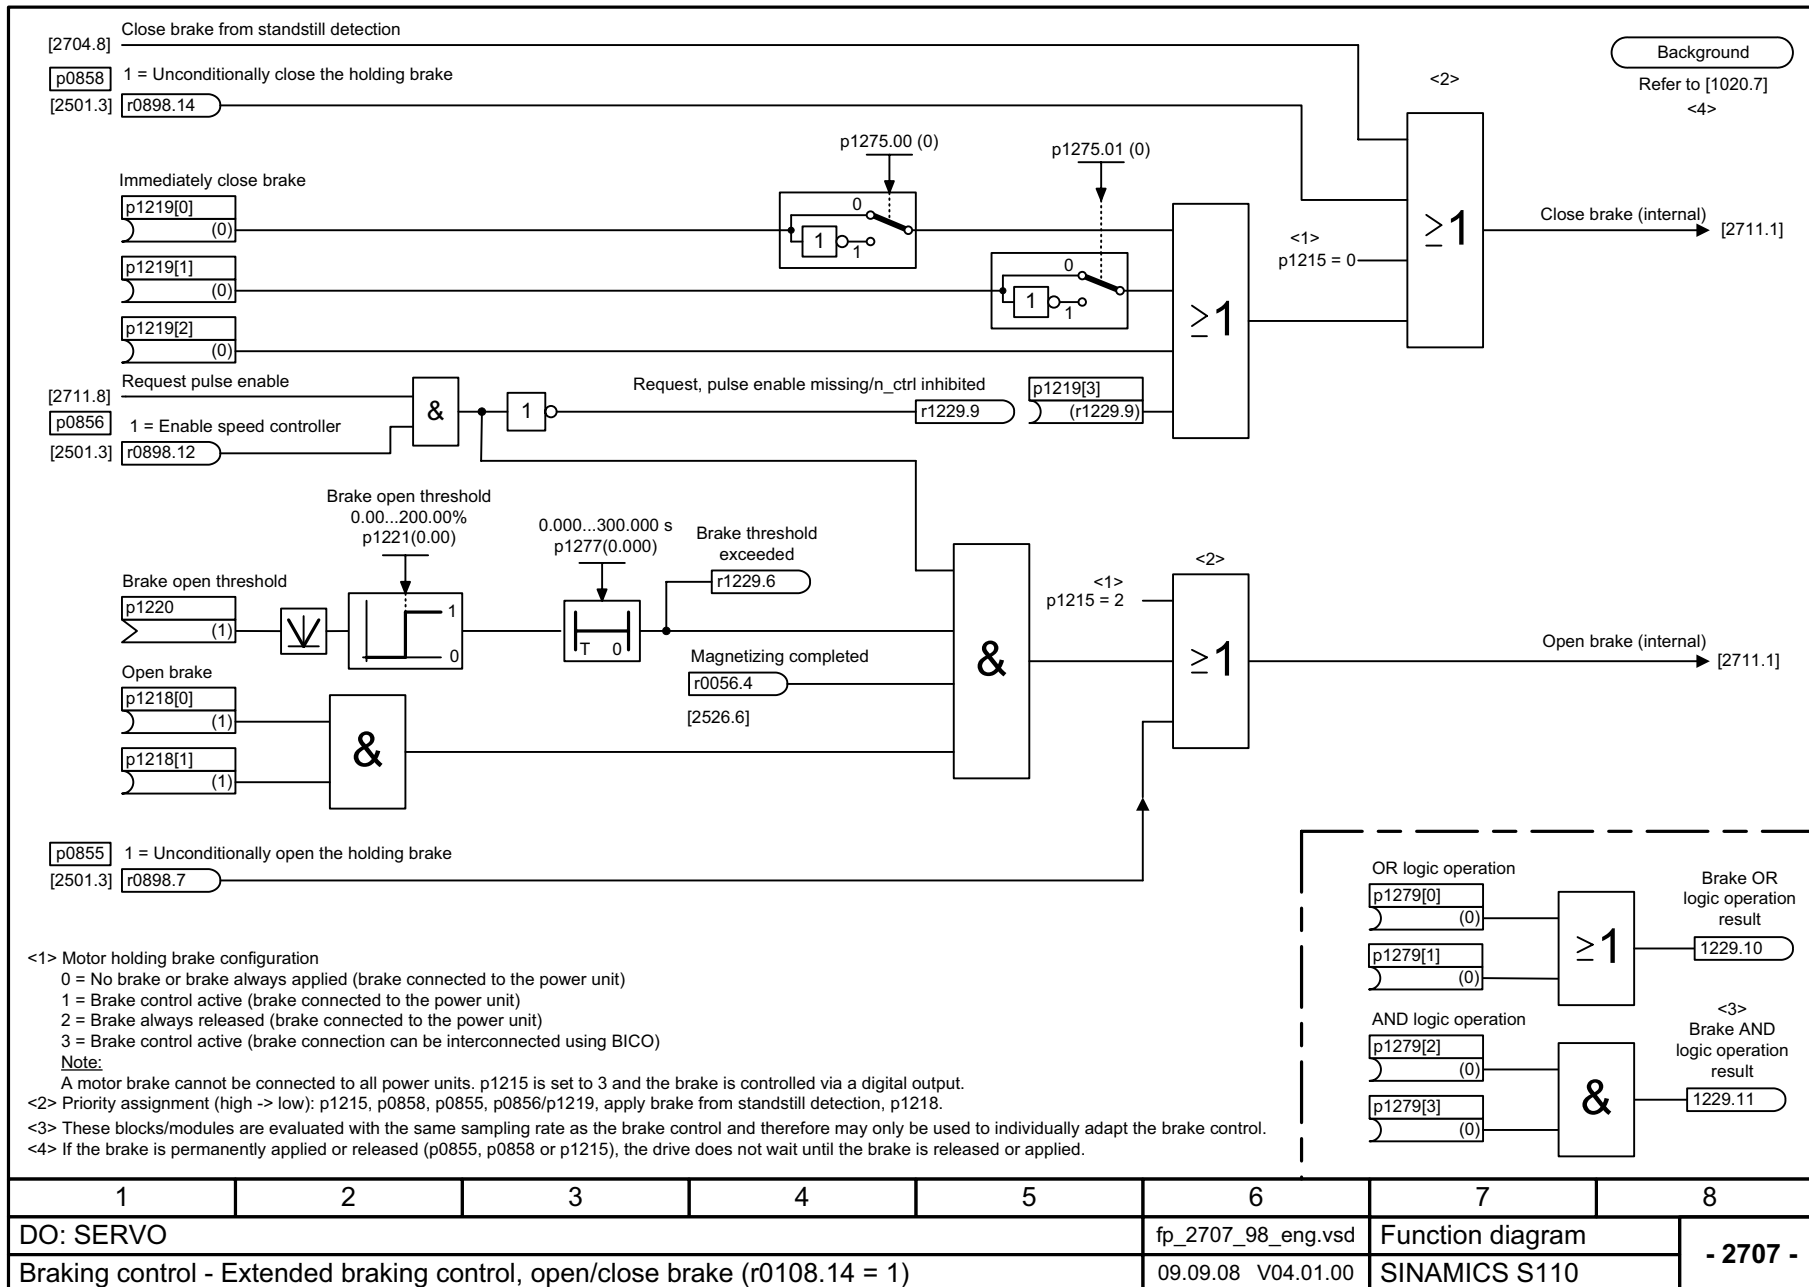 Close brake from standstill detection
[2704.8]
p0858 1 = Unconditionally close the holding brake
[2501.3] r0898.14
<2>
Background
Refer to [1020.7]
<4>
p1275.00 (0)
p1275.01 (0)
Immediately close brake
p1219[0]
(0)
0
1
1
p1219[1]
(0)
0
1
1
p1219[2]
(0)
≥1
<1>
p1215 = 0
≥1
Close brake (internal)
[2711.1]
Request pulse enable
[2711.8]
p0856 1 = Enable speed controller
[2501.3] r0898.12
&
1
Request, pulse enable missing/n_ctrl inhibited
r1229.9
p1219[3]
(r1229.9)
Brake open threshold
0.00...200.00%
p1221(0.00)
0.000...300.000 s
p1277(0.000)
Brake threshold
exceeded
r1229.6
Brake open threshold
p1220
(1)
1
0
T 0
Magnetizing completed
r0056.4
[2526.6]
Open brake
p1218[0]
(1)
p1218[1]
(1)
&
&
<2>
<1>
p1215 = 2
≥1
Open brake (internal)
[2711.1]
p0855 1 = Unconditionally open the holding brake
[2501.3] r0898.7
OR logic operation
p1279[0]
(0)
p1279[1]
(0)
≥1
Brake OR
logic operation
result
1229.10
AND logic operation
p1279[2]
(0)
p1279[3]
(0)
&
<3>
Brake AND
logic operation
result
1229.11
<1> Motor holding brake configuration
0 = No brake or brake always applied (brake connected to the power unit)
1 = Brake control active (brake connected to the power unit)
2 = Brake always released (brake connected to the power unit)
3 = Brake control active (brake connection can be interconnected using BICO)
Note:
A motor brake cannot be connected to all power units. p1215 is set to 3 and the brake is controlled via a digital output.
<2> Priority assignment (high -> low): p1215, p0858, p0855, p0856/p1219, apply brake from standstill detection, p1218.
<3> These blocks/modules are evaluated with the same sampling rate as the brake control and therefore may only be used to individually adapt the brake control.
<4> If the brake is permanently applied or released (p0855, p0858 or p1215), the drive does not wait until the brake is released or applied.
1 2 3 4 5 6 7 8
DO: SERVO fp_2707_98_eng.vsd Function diagram
- 2707 -
Braking control - Extended braking control, open/close brake (r0108.14 = 1) 09.09.08 V04.01.00 SINAMICS S110